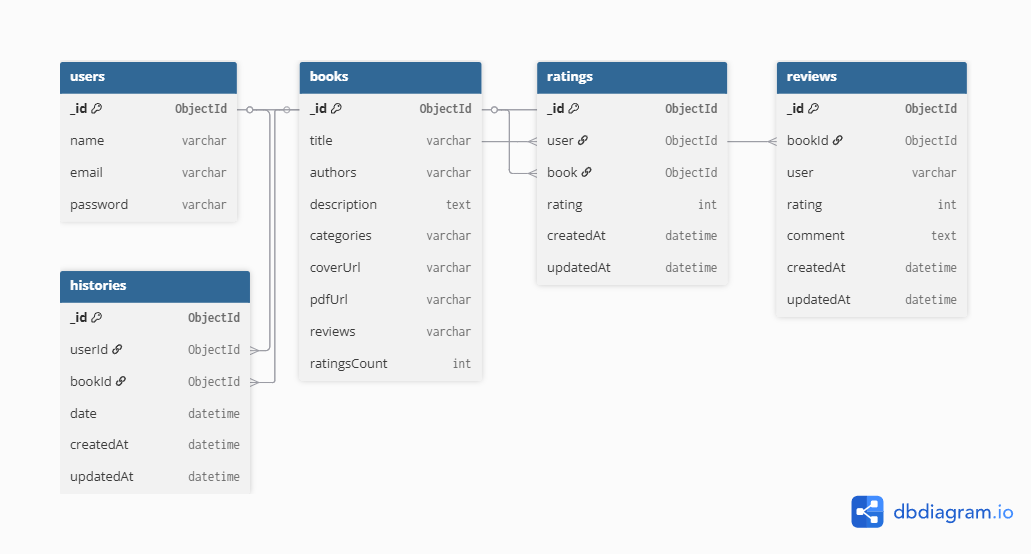 users
_id ObjectId
name varchar
email varchar
password varchar
histories
_id ObjectId
userId ObjectId
bookId ObjectId
date datetime
createdAt datetime
updatedAt datetime
books
_id ObjectId
title varchar
authors varchar
description text
categories varchar
coverUrl varchar
pdfUrl varchar
reviews varchar
ratingsCount int
ratings
_id ObjectId
user ObjectId
book ObjectId
rating int
createdAt datetime
updatedAt datetime
reviews
_id ObjectId
bookId ObjectId
user varchar
rating int
comment text
createdAt datetime
updatedAt datetime
dbdiagram.io